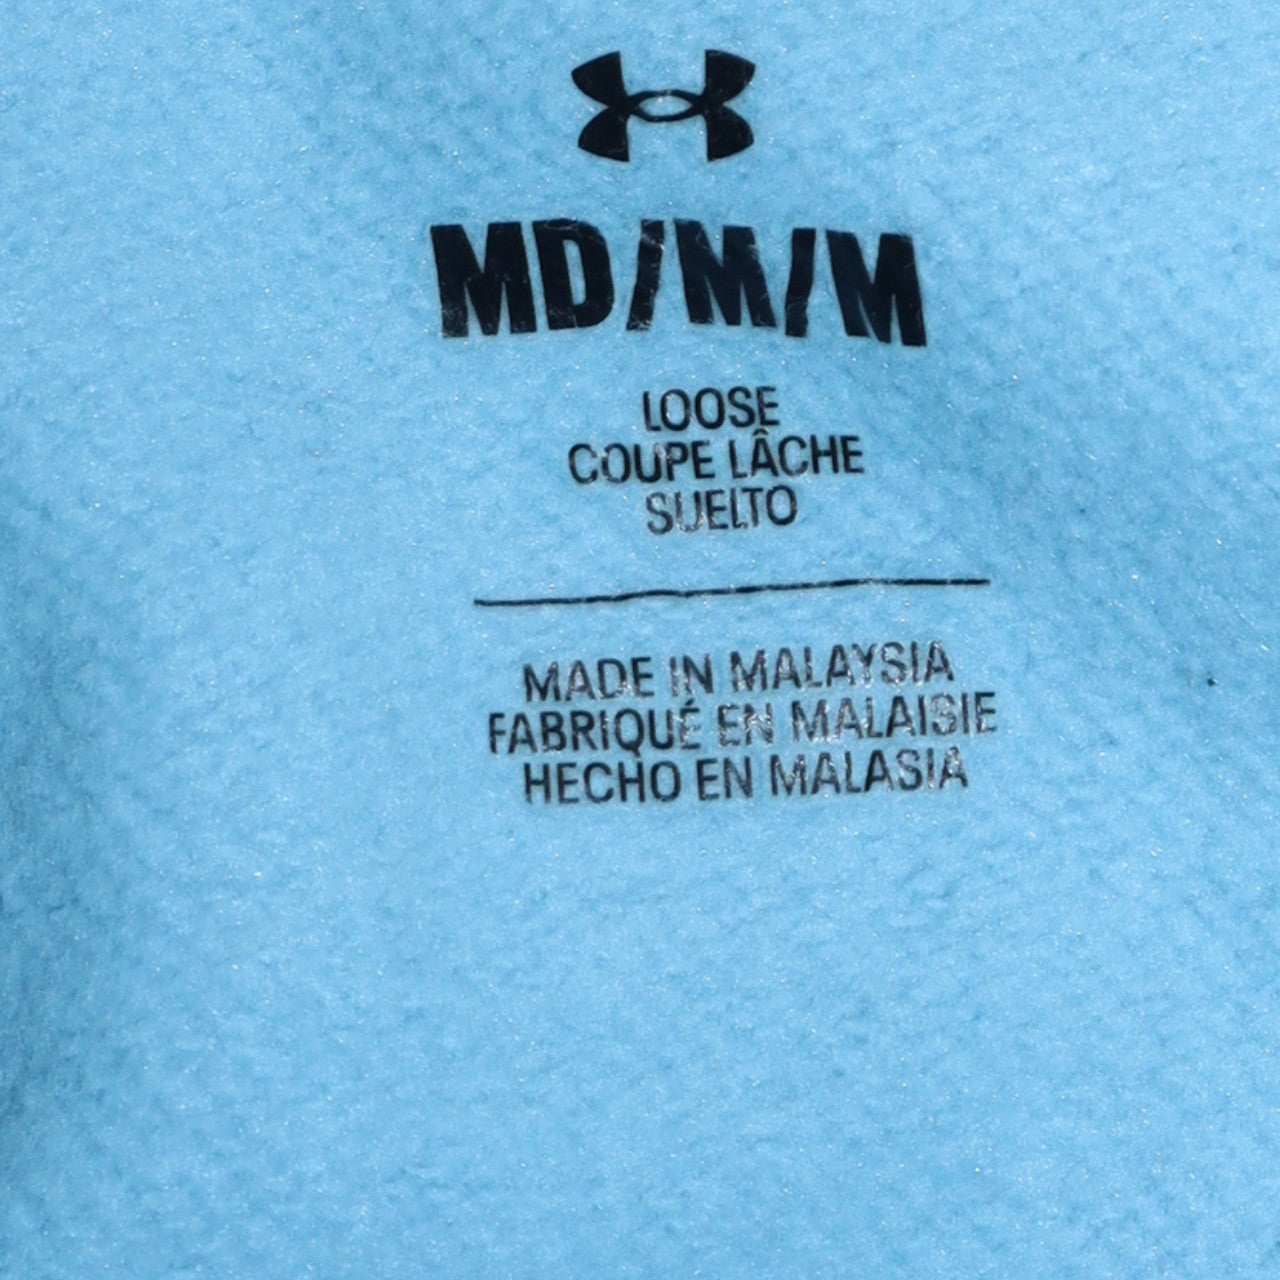 MD/M/M
LOOSE
COUPE LÂCHE
SUELTO
MADE IN MALAYSIA
FABRIQUÉ EN MALAISIE
HECHO EN MALASIA